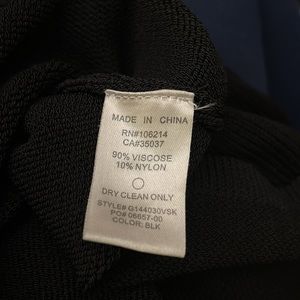 MADE IN CHINA
RN#106214
CA#35037
90% VISCOSE
10% NYLON
DRY CLEAN ONLY
STYLE# G144030VSK
PO# 06657-00
COLOR: BLK